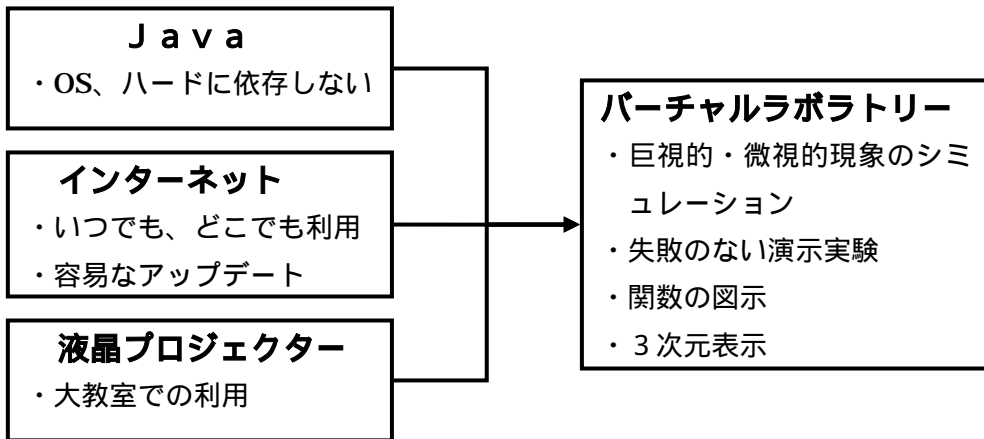 Ｊａｖａ
・OS、ハードに依存しない
インターネット
・いつでも、どこでも利用
・容易なアップデート
液晶プロジェクター
・大教室での利用
バーチャルラボラトリー
・巨視的・微視的現象のシミ
ュレーション
・失敗のない演示実験
・関数の図示
・３次元表示